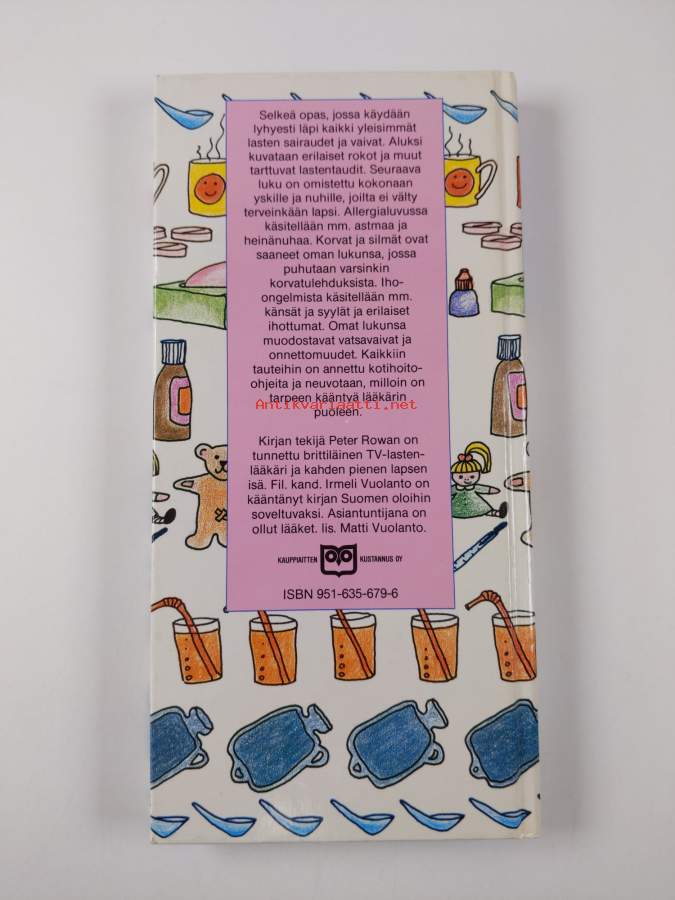 Selkeä opas, jossa käydään
lyhyesti läpi kaikki yleisimmät
lasten sairaudet ja vaivat. Aluksi
kuvataan erilaiset rokot ja muut
tarttuvat lastentaudit. Seuraava
luku on omistettu kokonaan
yskille ja nuhille, joilta ei välty
terveinkään lapsi. Allergialuvussa
käsitellään mm. astmaa ja
heinänuhaa. Korvat ja silmät ovat
saaneet oman lukunsa, jossa
puhutaan varsinkin
korvatulehduksista. Iho-
ongelmista käsitellään mm.
känsät ja syylät ja erilaiset
ihottumat. Omat lukunsa
muodostavat vatsavaivat ja
onnettomuudet. Kaikkiin
tauteihin on annettu kotihoito-
ohjeita ja neuvotaan, milloin on
tarpeen kääntyä lääkärin
Antikvariaatti.net
puoleen.
Kirjan tekijä Peter Rowan on
tunnettu brittiläinen TV-lasten-
lääkäri ja kahden pienen lapsen
isä. Fil. kand. Irmeli Vuolanto on
kääntänyt kirjan Suomen oloihin
soveltuvaksi. Asiantuntijana on
ollut lääket. lis. Matti Vuolanto.
KAUPPIAITTEN KUSTANNUS OY
ISBN 951-635-679-6